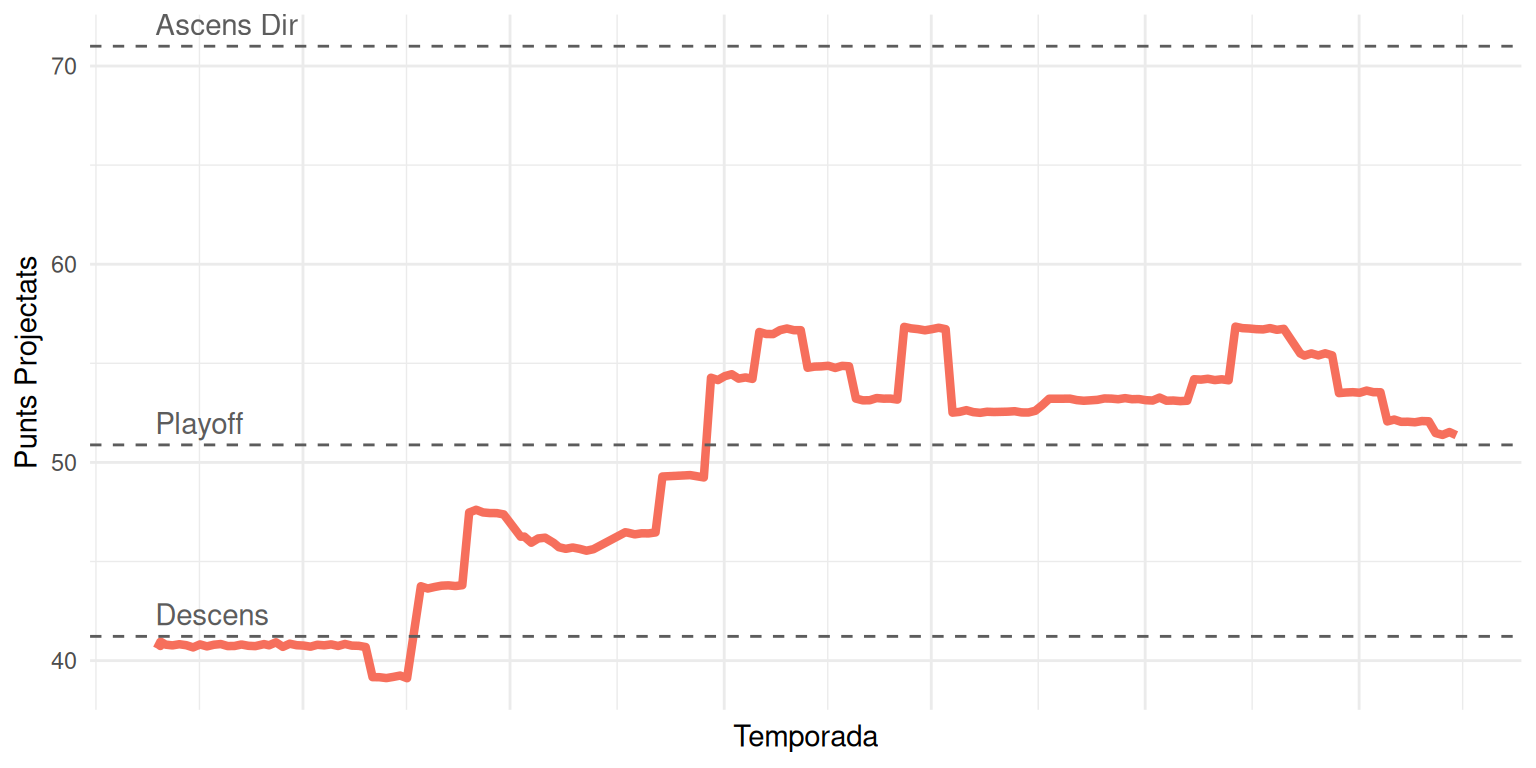 Ascens Dir
70
60
Punts Projectats
Playoff
50
Descens
40
Temporada